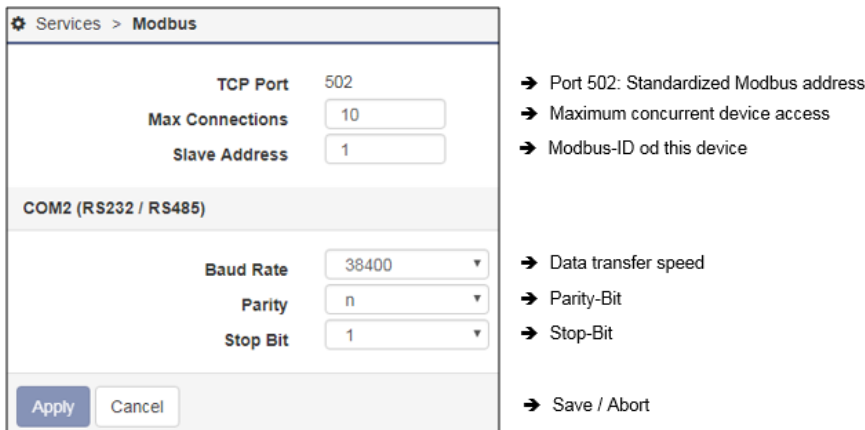 Services > Modbus
TCP Port 502 ➔ Port 502: Standardized Modbus address
Max Connections 10 ➔ Maximum concurrent device access
Slave Address 1 ➔ Modbus-ID od this device
COM2 (RS232 / RS485)
Baud Rate 38400 ➔ Data transfer speed
Parity n ➔ Parity-Bit
Stop Bit 1 ➔ Stop-Bit
Apply Cancel ➔ Save / Abort